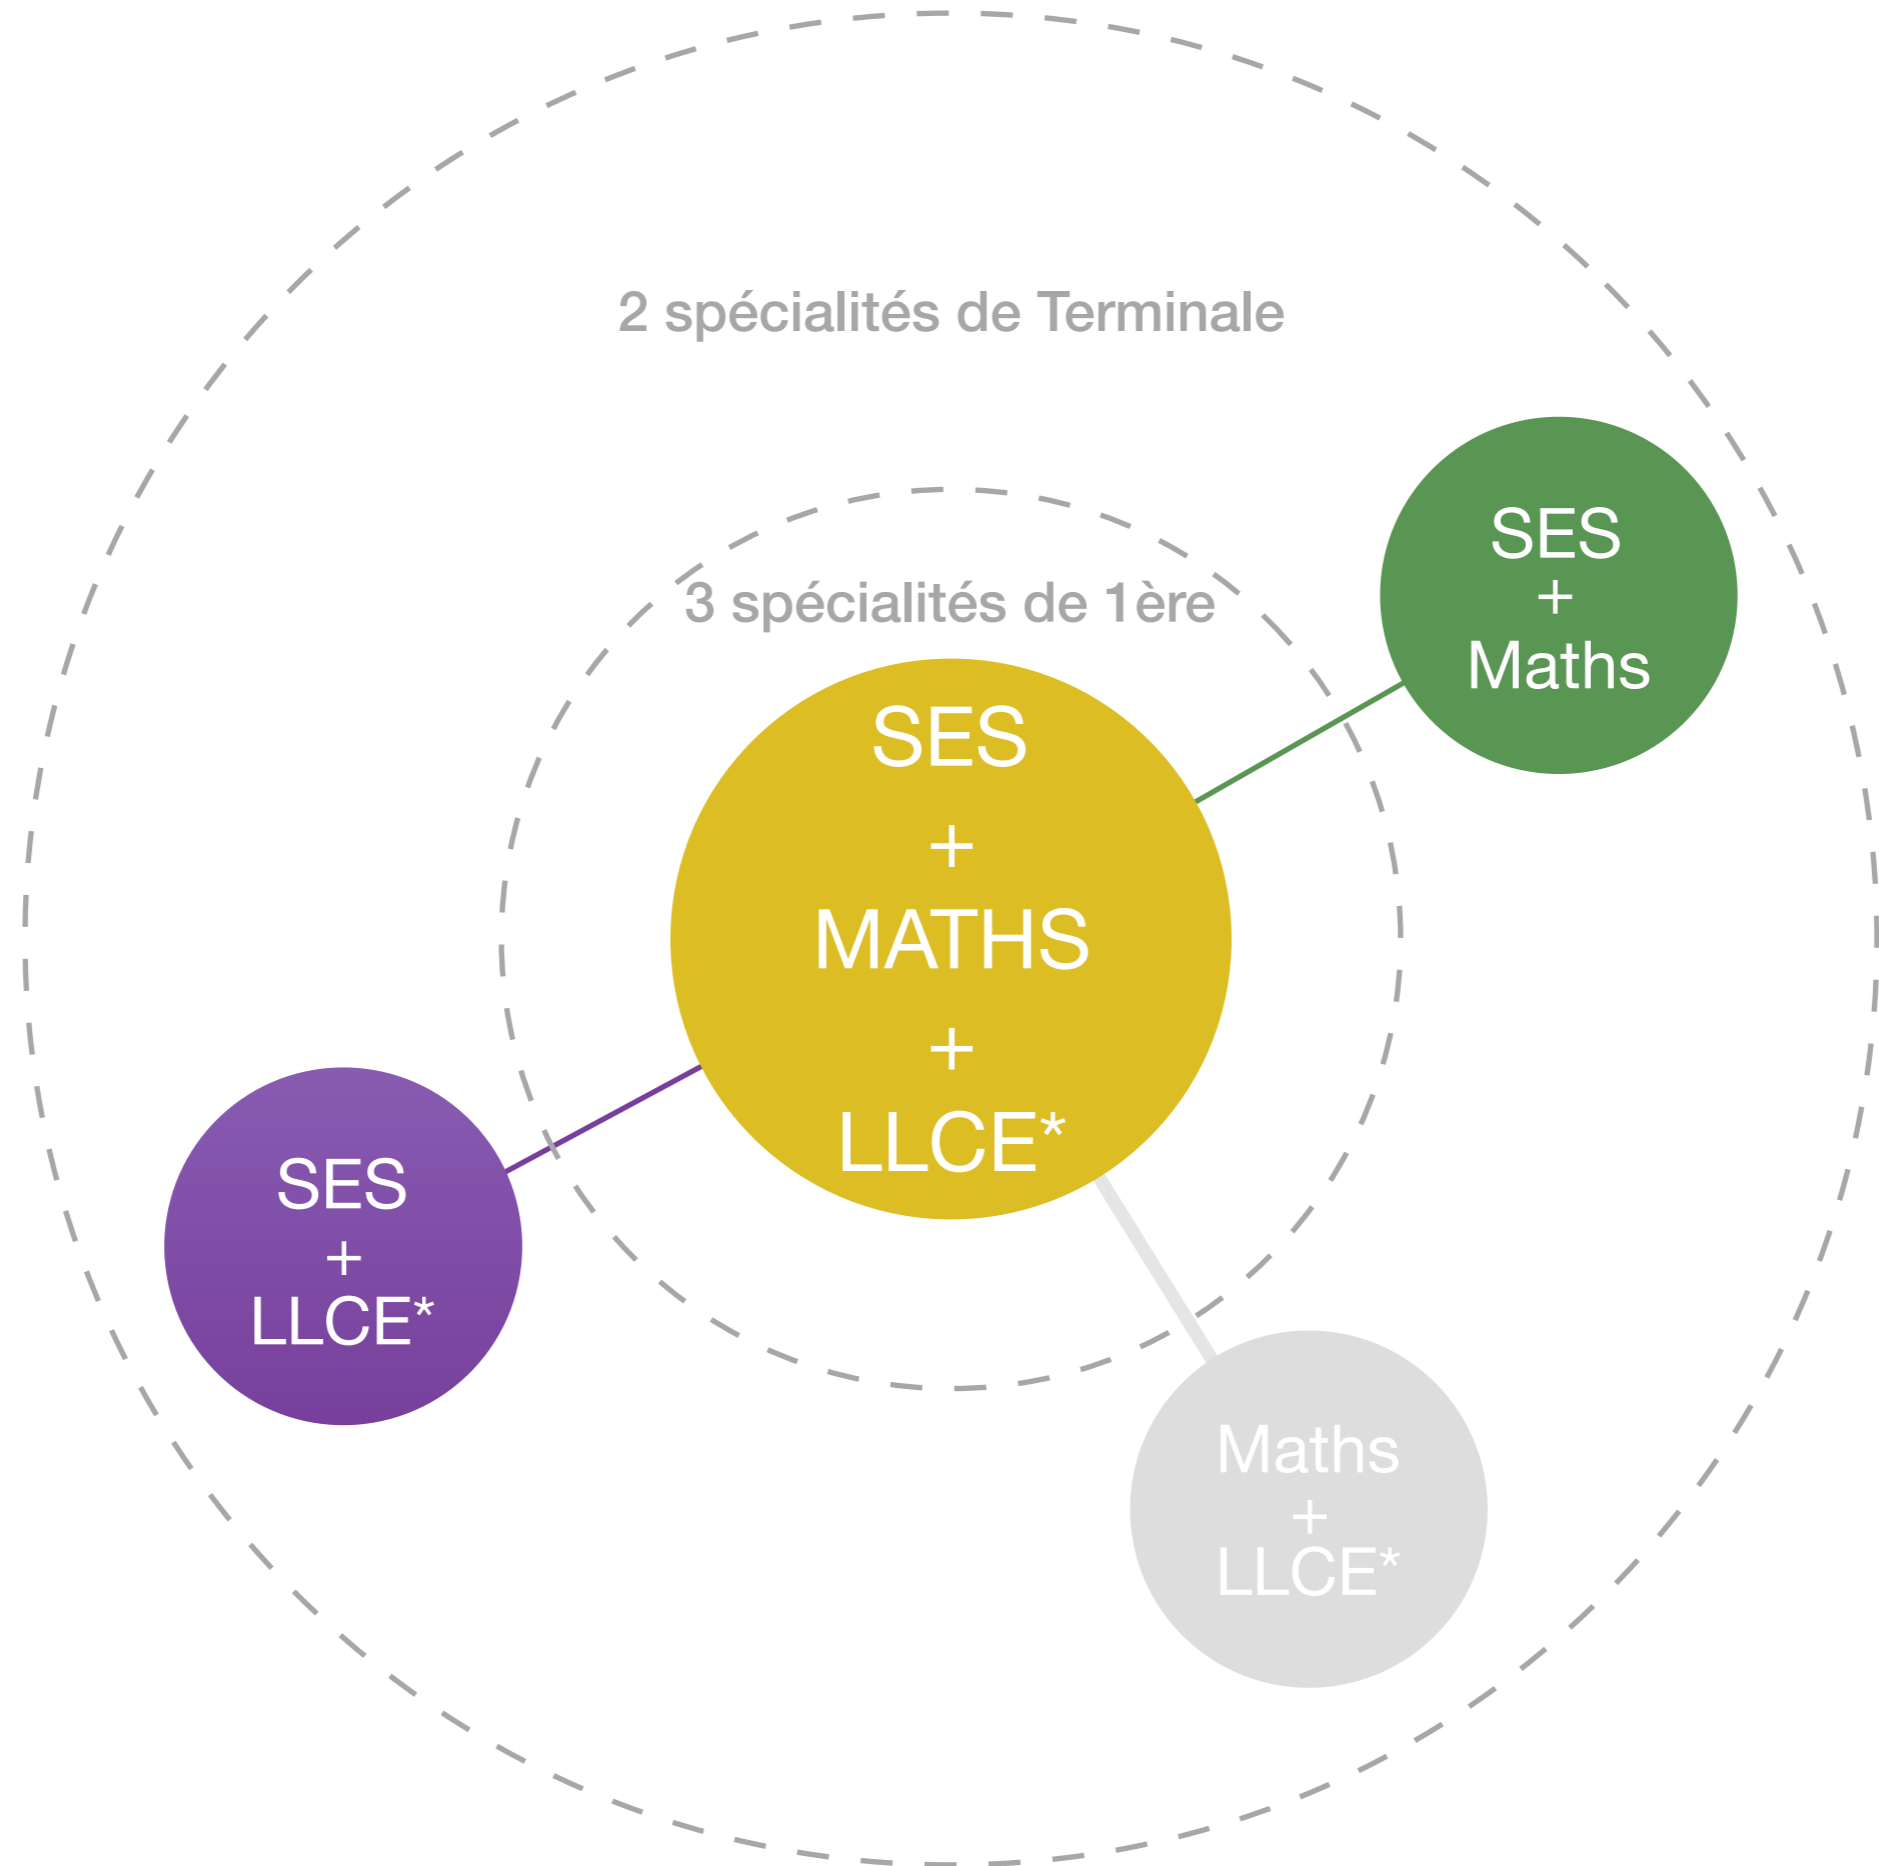 2 spécialités de Terminale
3 spécialités de 1ère
SES
+
MATHS
+
LLCE*
SES
+
Maths
SES
+
LLCE*
Maths
+
LLCE*